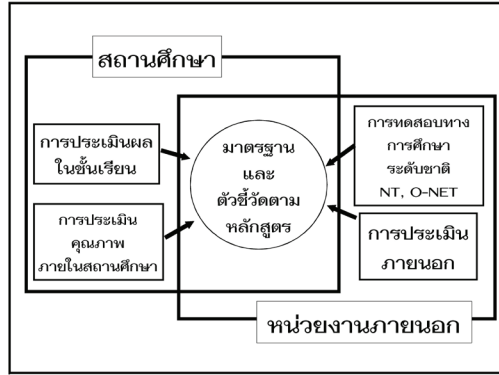 สถานศึกษา
การประเมินผล
ในชั้นเรียน
การประเมิน
คุณภาพ
ภายในสถานศึกษา
มาตรฐาน
และ
ตัวชี้วัดตาม
หลักสูตร
การทดสอบทาง
การศึกษา
ระดับชาติ
NT, O-NET
การประเมิน
ภายนอก
หน่วยงานภายนอก